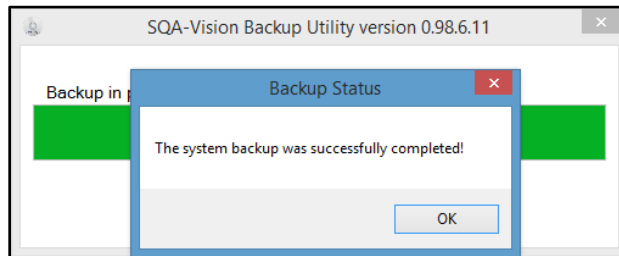 SQA-Vision Backup Utility version 0.98.6.11
Backup in
Backup Status
The system backup was successfully completed!
OK